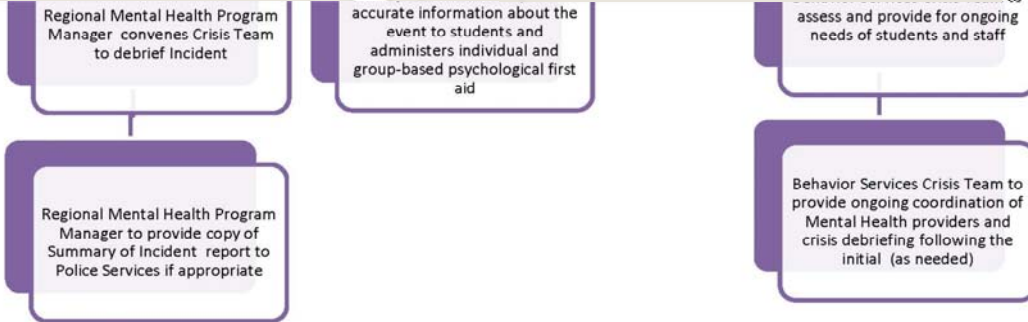 Regional Mental Health Program
Manager convenes Crisis Team
to debrief Incident
accurate information about the
event to students and
administers individual and
group-based psychological first
aid
assess and provide for ongoing
needs of students and staff
Regional Mental Health Program
Manager to provide copy of
Summary of Incident report to
Police Services if appropriate
Behavior Services Crisis Team to
provide ongoing coordination of
Mental Health providers and
crisis debriefing following the
initial (as needed)